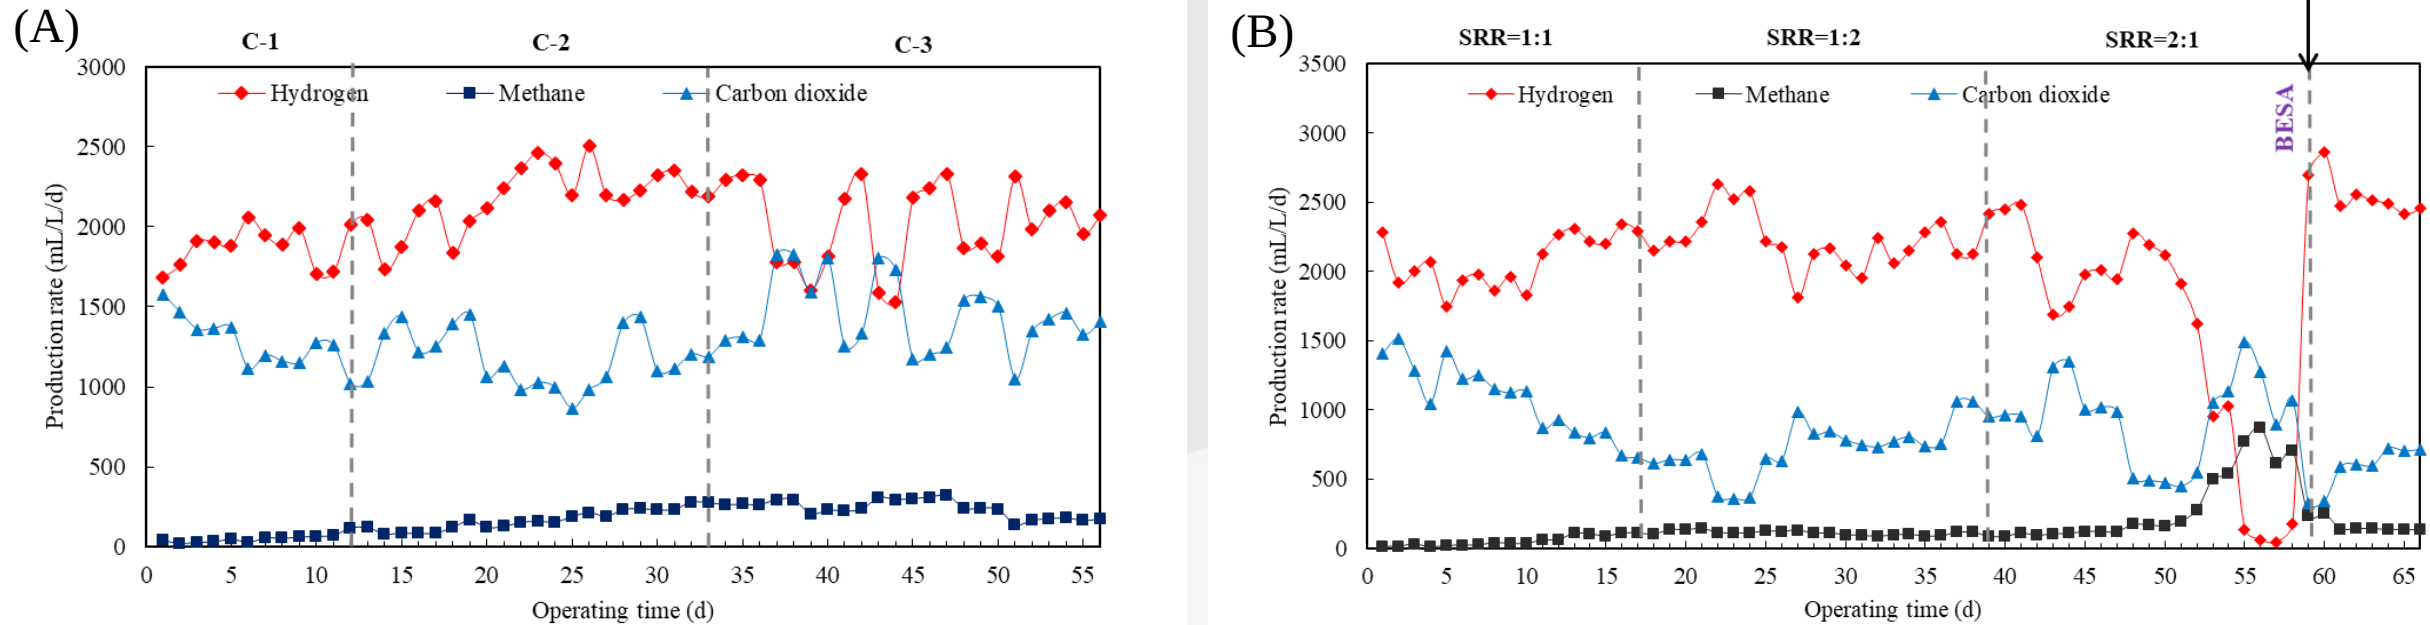 (A)
C-1 C-2 C-3
Hydrogen Methane Carbon dioxide
3000
2500
2000
1500
1000
500
0
Production rate (mL/L/d)
0 5 10 15 20 25 30 35 40 45 50 55
Operating time (d)
(B)
SRR=1:1 SRR=1:2 SRR=2:1
Hydrogen Methane Carbon dioxide
BESA
3500
3000
2500
2000
1500
1000
500
0
Production rate (mL/L/d)
0 5 10 15 20 25 30 35 40 45 50 55 60 65
Operating time (d)